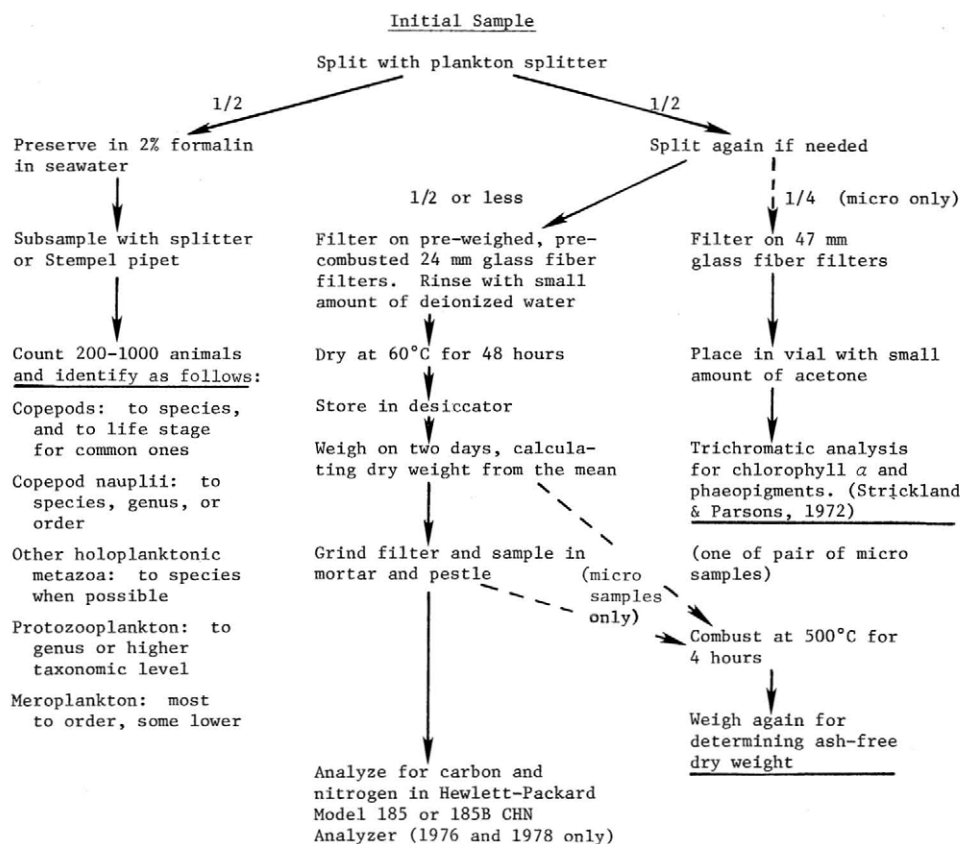 Initial Sample
Split with plankton splitter
1/2
1/2
Preserve in 2% formalin
in seawater
Split again if needed
1/2 or less
1/4 (micro only)
Subsample with splitter
or Stempel pipet
Filter on pre-weighed, pre-
combusted 24 mm glass fiber
filters. Rinse with small
amount of deionized water
Filter on 47 mm
glass fiber filters
Count 200-1000 animals
and identify as follows:
Dry at 60°C for 48 hours
Place in vial with small
amount of acetone
Copepods: to species,
and to life stage
for common ones
Store in desiccator
Weigh on two days, calcula-
ting dry weight from the mean
Trichromatic analysis
for chlorophyll a and
phaeopigments. (Strickland
& Parsons, 1972)
Copepod nauplii: to
species, genus, or
order
Other holoplanktonic
metazoa: to species
when possible
Grind filter and sample in
mortar and pestle
(micro
samples
only)
(one of pair of micro
samples)
Protozooplankton: to
genus or higher
taxonomic level
Combust at 500°C for
4 hours
Meroplankton: most
to order, some lower
Weigh again for
determining ash-free
dry weight
Analyze for carbon and
nitrogen in Hewlett-Packard
Model 185 or 185B CHN
Analyzer (1976 and 1978 only)